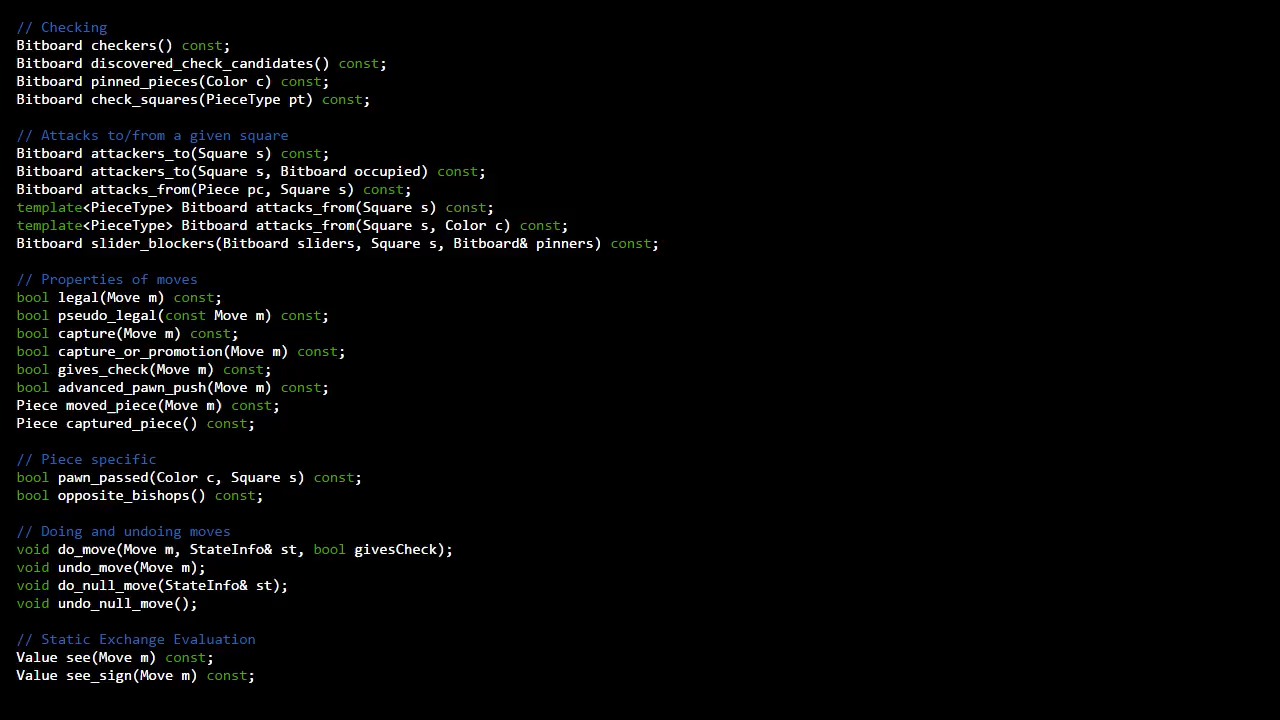 // Checking
Bitboard checkers() const;
Bitboard discovered_check_candidates() const;
Bitboard pinned_pieces(Color c) const;
Bitboard check_squares(PieceType pt) const;
// Attacks to/from a given square
Bitboard attackers_to(Square s) const;
Bitboard attackers_to(Square s, Bitboard occupied) const;
Bitboard attacks_from(Piece pc, Square s) const;
template<PieceType> Bitboard attacks_from(Square s) const;
template<PieceType> Bitboard attacks_from(Square s, Color c) const;
Bitboard slider_blockers(Bitboard sliders, Square s, Bitboard& pinners) const;
// Properties of moves
bool legal(Move m) const;
bool pseudo_legal(const Move m) const;
bool capture(Move m) const;
bool capture_or_promotion(Move m) const;
bool gives_check(Move m) const;
bool advanced_pawn_push(Move m) const;
Piece moved_piece(Move m) const;
Piece captured_piece() const;
// Piece specific
bool pawn_passed(Color c, Square s) const;
bool opposite_bishops() const;
// Doing and undoing moves
void do_move(Move m, StateInfo& st, bool givesCheck);
void undo_move(Move m);
void do_null_move(StateInfo& st);
void undo_null_move();
// Static Exchange Evaluation
Value see(Move m) const;
Value see_sign(Move m) const;